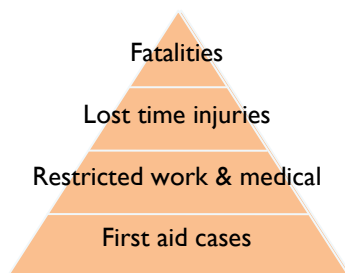 Fatalities
Lost time injuries
Restricted work & medical
First aid cases